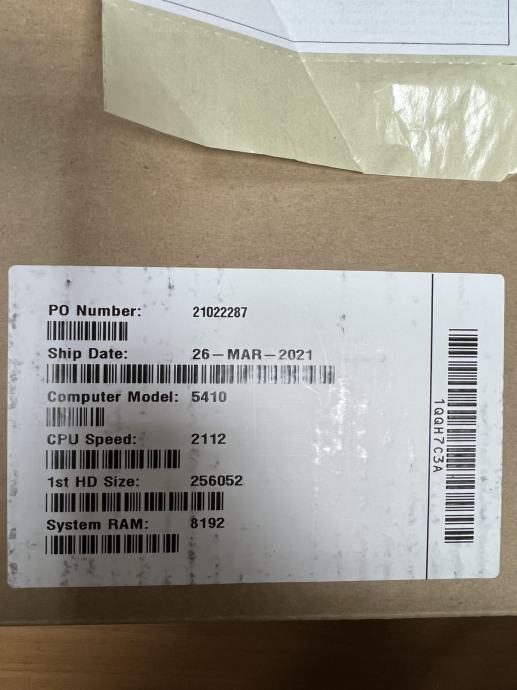 PO Number: 21022287
Ship Date: 26-MAR-2021
Computer Model: 5410
CPU Speed: 2112
1st HD Size: 256052
System RAM: 8192
1QQH7C3A